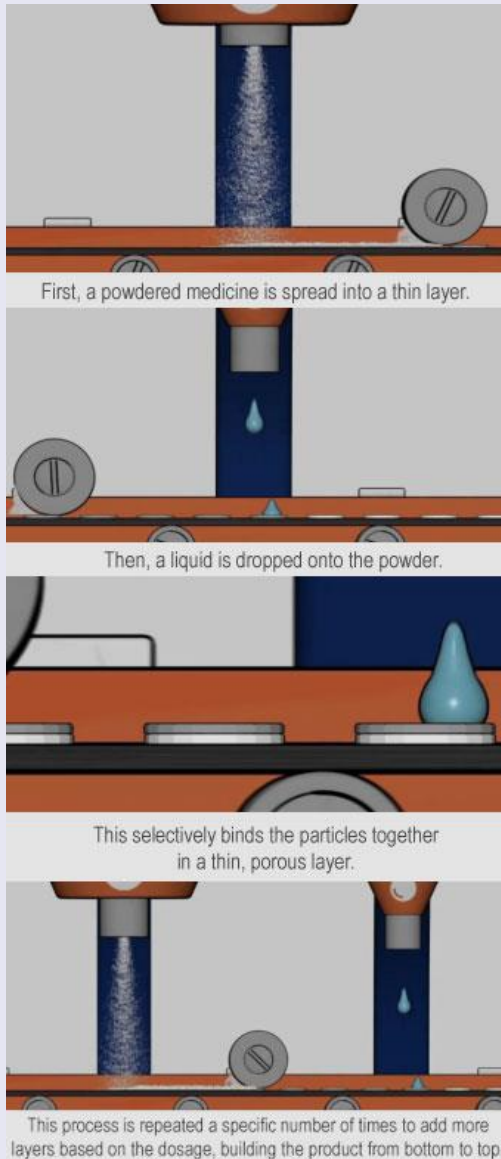 First, a powdered medicine is spread into a thin layer.
Then, a liquid is dropped onto the powder.
This selectively binds the particles together
in a thin, porous layer.
This process is repeated a specific number of times to add more
layers based on the dosage, building the product from bottom to top